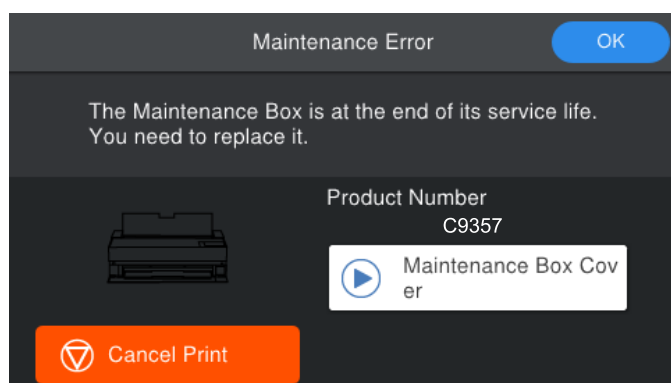 Maintenance Error
OK
The Maintenance Box is at the end of its service life.
You need to replace it.
Product Number
C9357
Maintenance Box Cov
er
Cancel Print